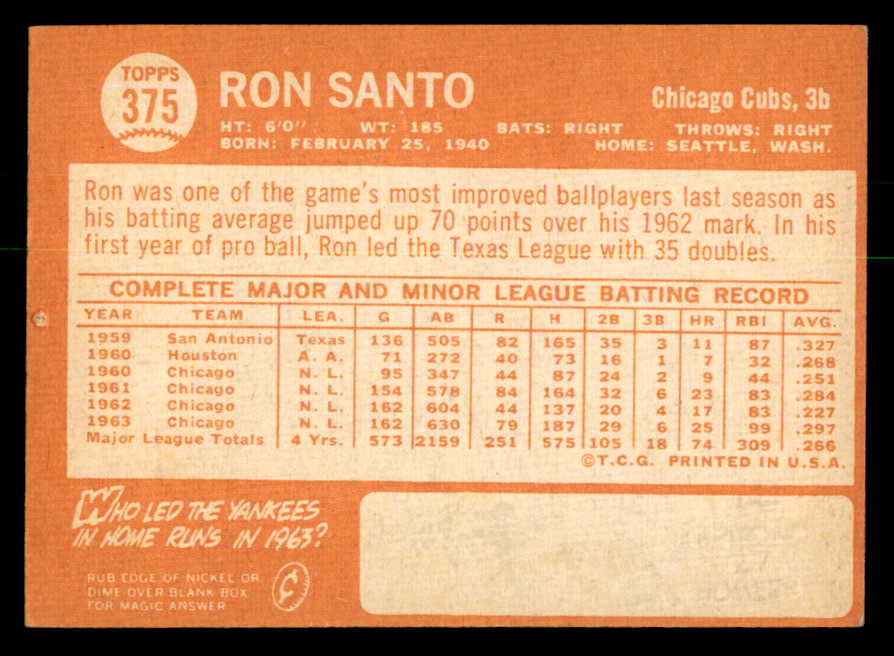 TOPPS
375
RON SANTO
Chicago Cubs, 3b
HT: 6'0" WT: 185 BATS: RIGHT THROWS: RIGHT
BORN: FEBRUARY 25, 1940 HOME: SEATTLE, WASH.
Ron was one of the game's most improved ballplayers last season as
his batting average jumped up 70 points over his 1962 mark. In his
first year of pro ball, Ron led the Texas League with 35 doubles.
COMPLETE MAJOR AND MINOR LEAGUE BATTING RECORD
YEAR TEAM LEA. G AB R H 2B 3B HR RBI AVG.
1959 San Antonio Texas 136 505 82 165 35 3 11 87 .327
1960 Houston A. A. 71 272 40 73 16 1 7 32 .268
1960 Chicago N. L. 95 347 44 87 24 2 9 44 .251
1961 Chicago N. L. 154 578 84 164 32 6 23 83 .284
1962 Chicago N. L. 162 604 44 137 20 4 17 83 .227
1963 Chicago N. L. 162 630 79 187 29 6 25 99 .297
Major League Totals 4 Yrs. 573 2159 251 575 105 18 74 309 .266
©T.C.G. PRINTED IN U.S.A.
WHO LED THE YANKEES
IN HOME RUNS IN 1963?
RUB EDGE OF NICKEL OR
DIME OVER BLANK BOX
FOR MAGIC ANSWER
¢